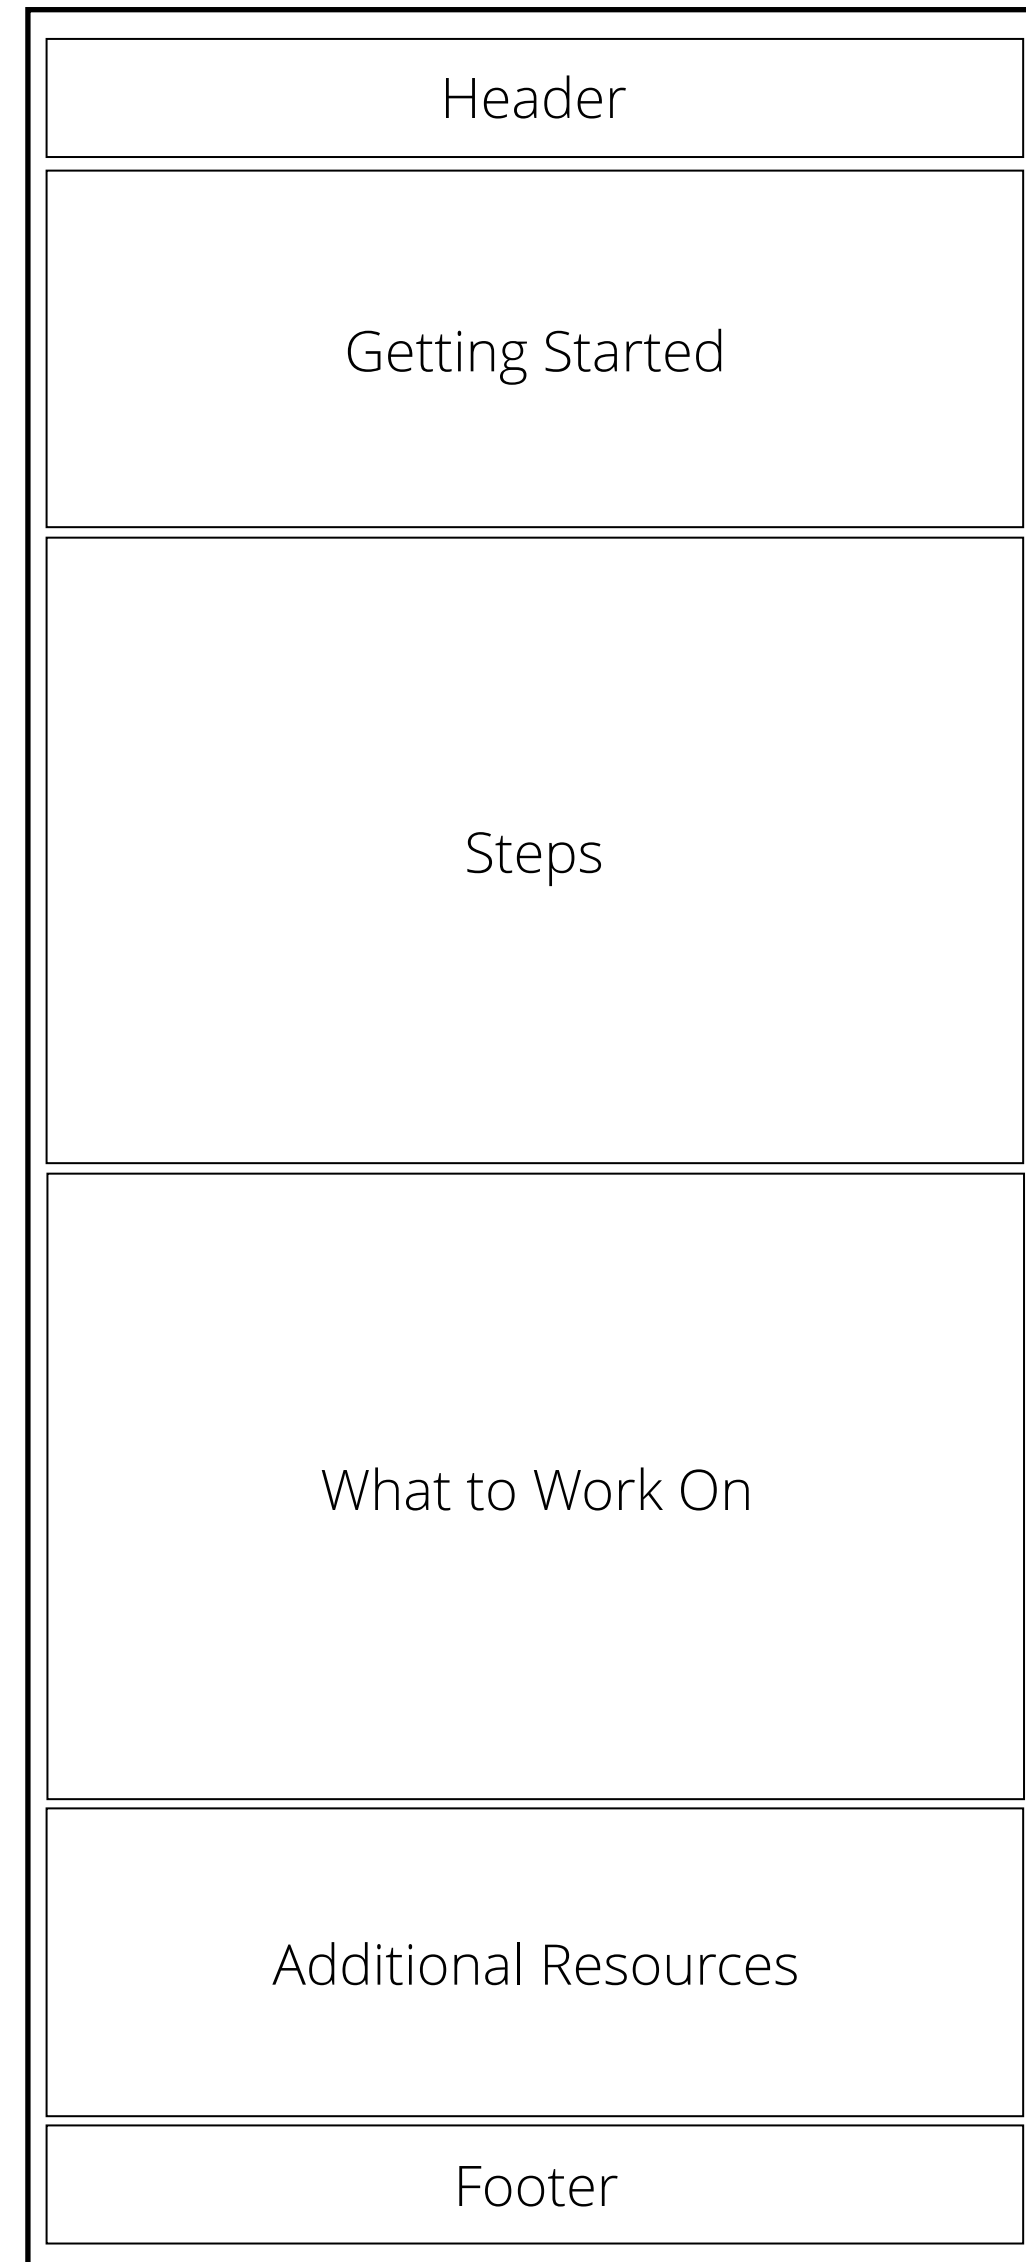 Header
Getting Started
Steps
What to Work On
Additional Resources
Footer